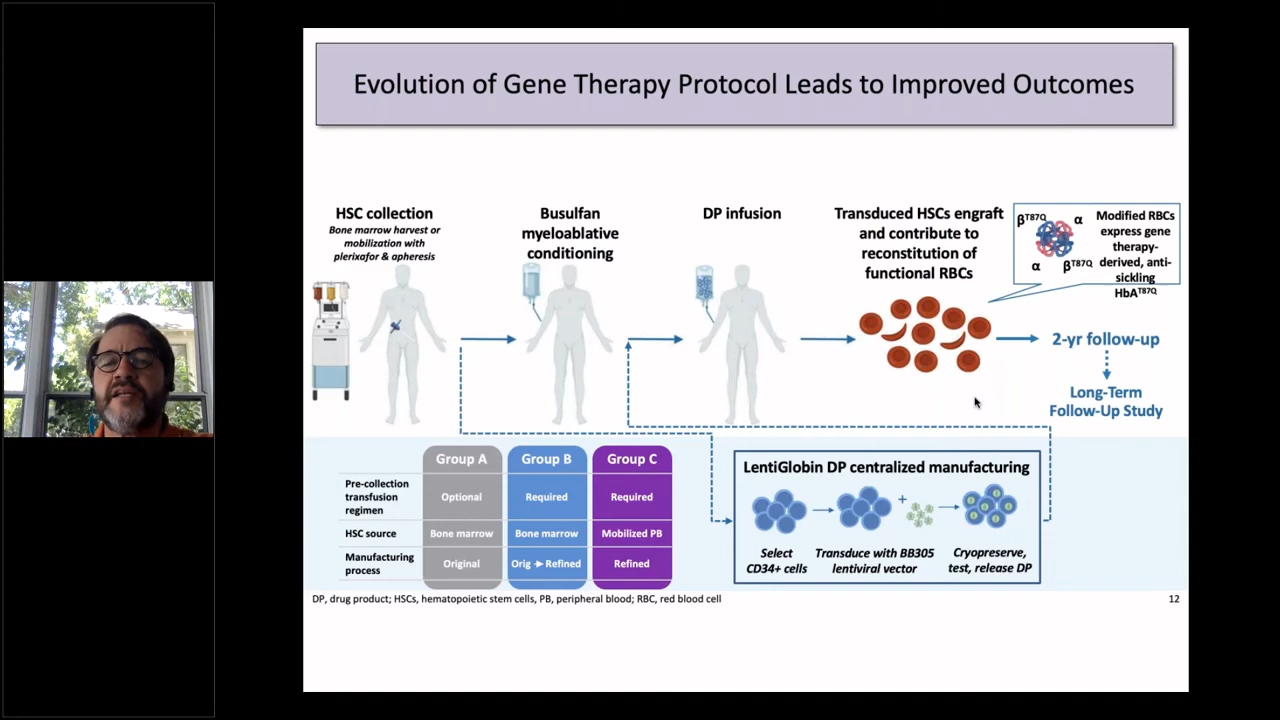 Evolution of Gene Therapy Protocol Leads to Improved Outcomes
HSC collection
Bone marrow harvest or
mobilization with
plerixafor & apheresis
Busulfan
myeloablative
conditioning
DP infusion
Transduced HSCs engraft
and contribute to
reconstitution of
functional RBCs
βT87Q
α
α
βT87Q
Modified RBCs
express gene
therapy-
derived, anti-
sickling
HbAT87Q
2-yr follow-up
Long-Term
Follow-Up Study
Group A
Group B
Group C
Pre-collection
transfusion
regimen
Optional
Required
Required
HSC source
Bone marrow
Bone marrow
Mobilized PB
Manufacturing
process
Original
Orig → Refined
Refined
LentiGlobin DP centralized manufacturing
+
Select
CD34+ cells
Transduce with BB305
lentiviral vector
Cryopreserve,
test, release DP
DP, drug product; HSCs, hematopoietic stem cells, PB, peripheral blood; RBC, red blood cell
12